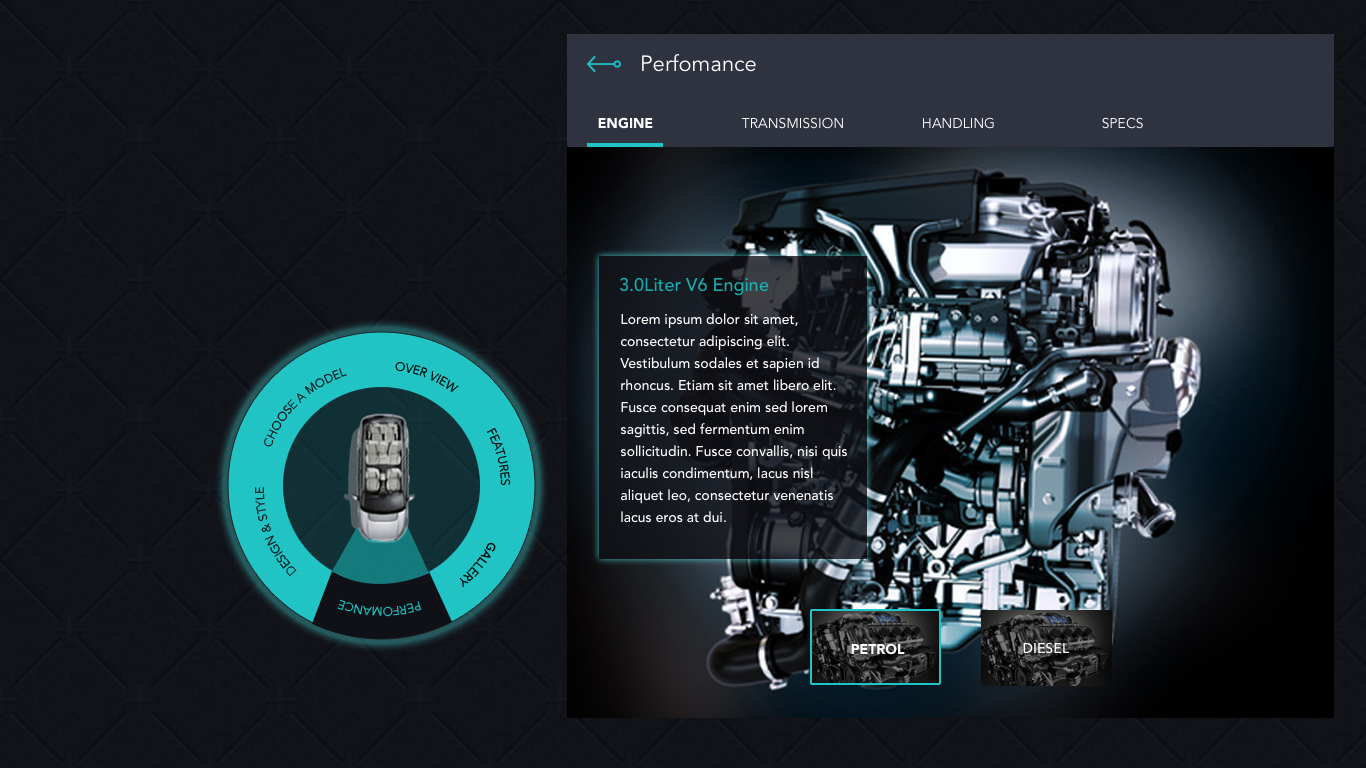 Perfomance
ENGINE
TRANSMISSION
HANDLING
SPECS
3.0Liter V6 Engine
Lorem ipsum dolor sit amet,
consectetur adipiscing elit.
Vestibulum sodales et sapien id
rhoncus. Etiam sit amet libero elit.
Fusce consequat enim sed lorem
sagittis, sed fermentum enim
sollicitudin. Fusce convallis, nisi quis
iaculis condimentum, lacus nisl
aliquet leo, consectetur venenatis
lacus eros at dui.
CHOOSE A MODEL
OVER VIEW
FEATURES
GALLERY
PERFOMANCE
DESIGN & STYLE
PETROL
DIESEL